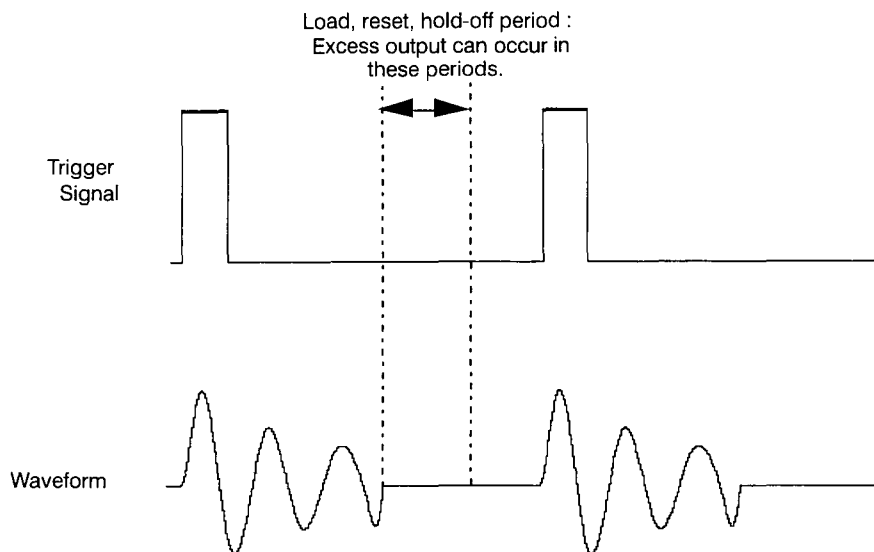 Load, reset, hold-off period :
Excess output can occur in
these periods.
Trigger
Signal
Waveform